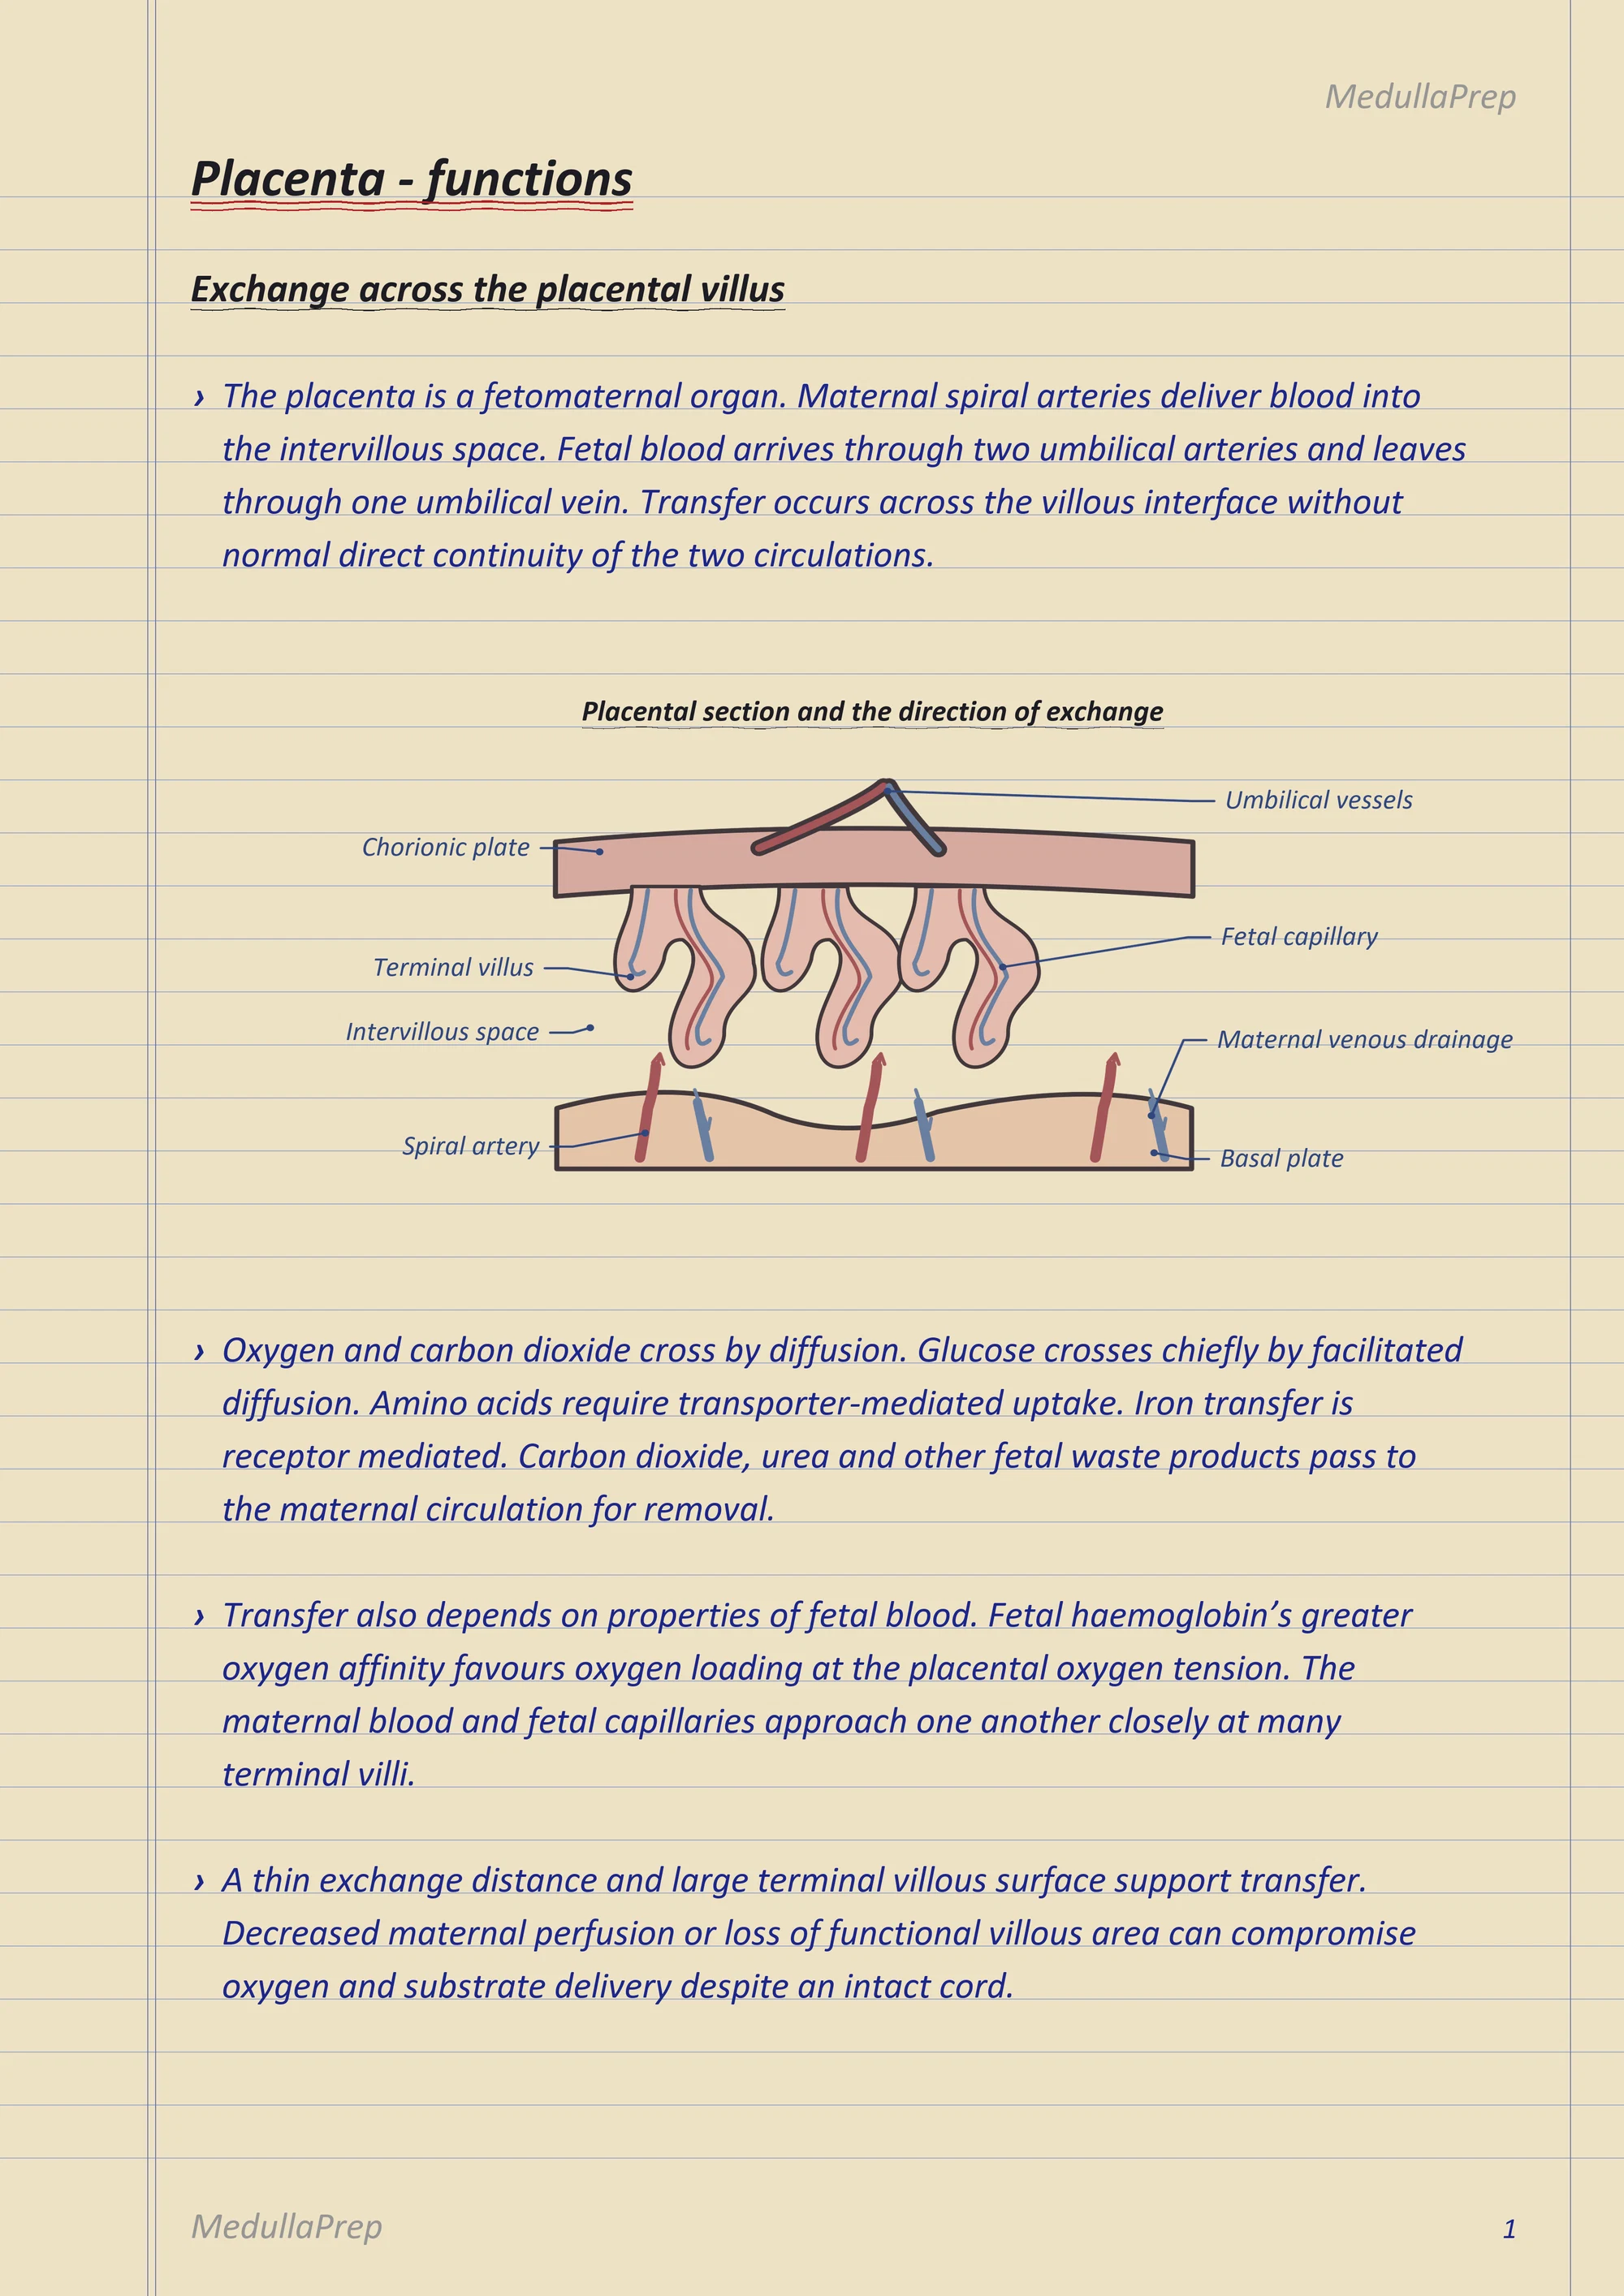 MedullaPrep
Placenta - functions
Exchange across the placental villus
› The placenta is a fetomaternal organ. Maternal spiral arteries deliver blood into
the intervillous space. Fetal blood arrives through two umbilical arteries and leaves
through one umbilical vein. Transfer occurs across the villous interface without
normal direct continuity of the two circulations.
Placental section and the direction of exchange
Umbilical vessels
Chorionic plate
Fetal capillary
Terminal villus
Intervillous space
Maternal venous drainage
Spiral artery
Basal plate
› Oxygen and carbon dioxide cross by diffusion. Glucose crosses chiefly by facilitated
diffusion. Amino acids require transporter-mediated uptake. Iron transfer is
receptor mediated. Carbon dioxide, urea and other fetal waste products pass to
the maternal circulation for removal.
› Transfer also depends on properties of fetal blood. Fetal haemoglobin’s greater
oxygen affinity favours oxygen loading at the placental oxygen tension. The
maternal blood and fetal capillaries approach one another closely at many
terminal villi.
› A thin exchange distance and large terminal villous surface support transfer.
Decreased maternal perfusion or loss of functional villous area can compromise
oxygen and substrate delivery despite an intact cord.
MedullaPrep
1